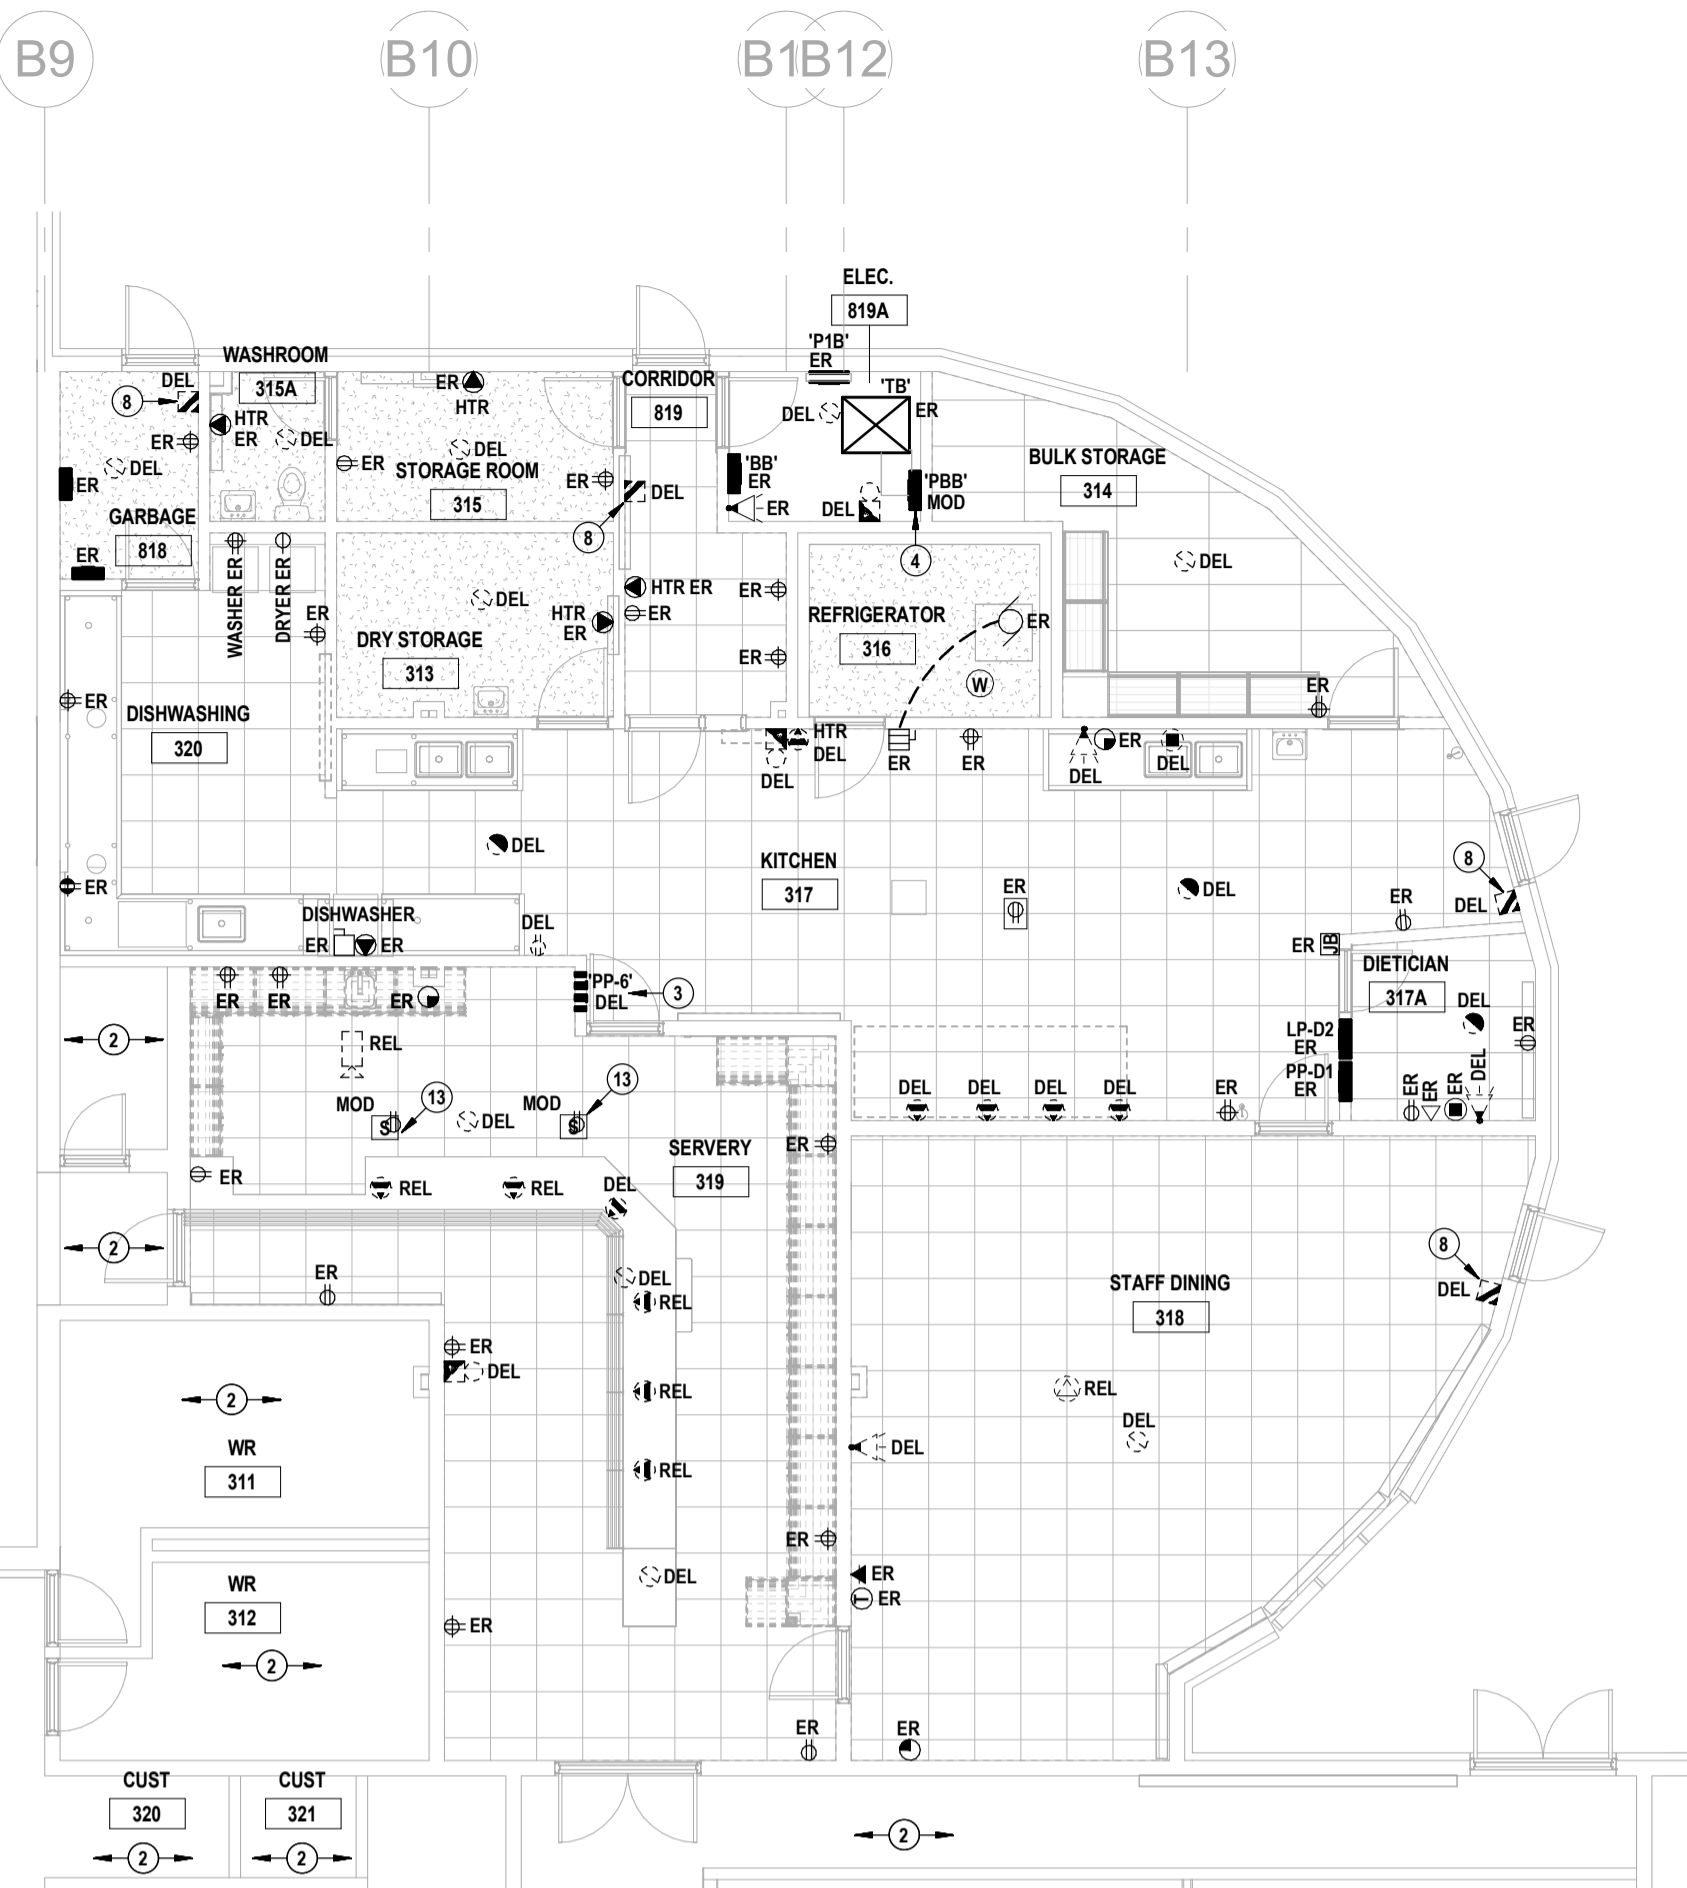 B9
B10
B1
B12
B13
ELEC.
819A
'P1B'
ER
WASHROOM
315A
DEL
8
HTR
ER
ER
DEL
DEL
ER
GARBAGE
818
ER
ER
HTR
DEL
STORAGE ROOM
315
ER
ER
CORRIDOR
819
DEL
8
'TB'
ER
DEL
'BB'
ER
ER
DEL
'PBB'
MOD
4
BULK STORAGE
314
DEL
WASHER ER
DRYER ER
ER
DEL
HTR
ER
DRY STORAGE
313
HTR ER
ER
ER
ER
REFRIGERATOR
316
ER
W
ER
ER
DISHWASHING
320
HTR
DEL
DEL
ER
ER
ER
DEL
DEL
DEL
KITCHEN
317
DEL
ER
8
DEL
ER
ER
DISHWASHER
ER
ER
DEL
ER
JB
DIETICIAN
317A
DEL
ER
ER
ER
ER
'PP-6'
DEL
3
LP-D2
ER
PP-D1
ER
ER
ER
ER
DEL
2
REL
MOD
S
13
DEL
MOD
S
13
DEL
DEL
DEL
DEL
ER
SERVERY
319
ER
ER
REL
REL
DEL
2
ER
DEL
REL
STAFF DINING
318
8
DEL
ER
DEL
REL
REL
DEL
2
WR
311
DEL
REL
ER
WR
312
2
DEL
ER
ER
T
ER
ER
ER
CUST
320
2
CUST
321
2
2